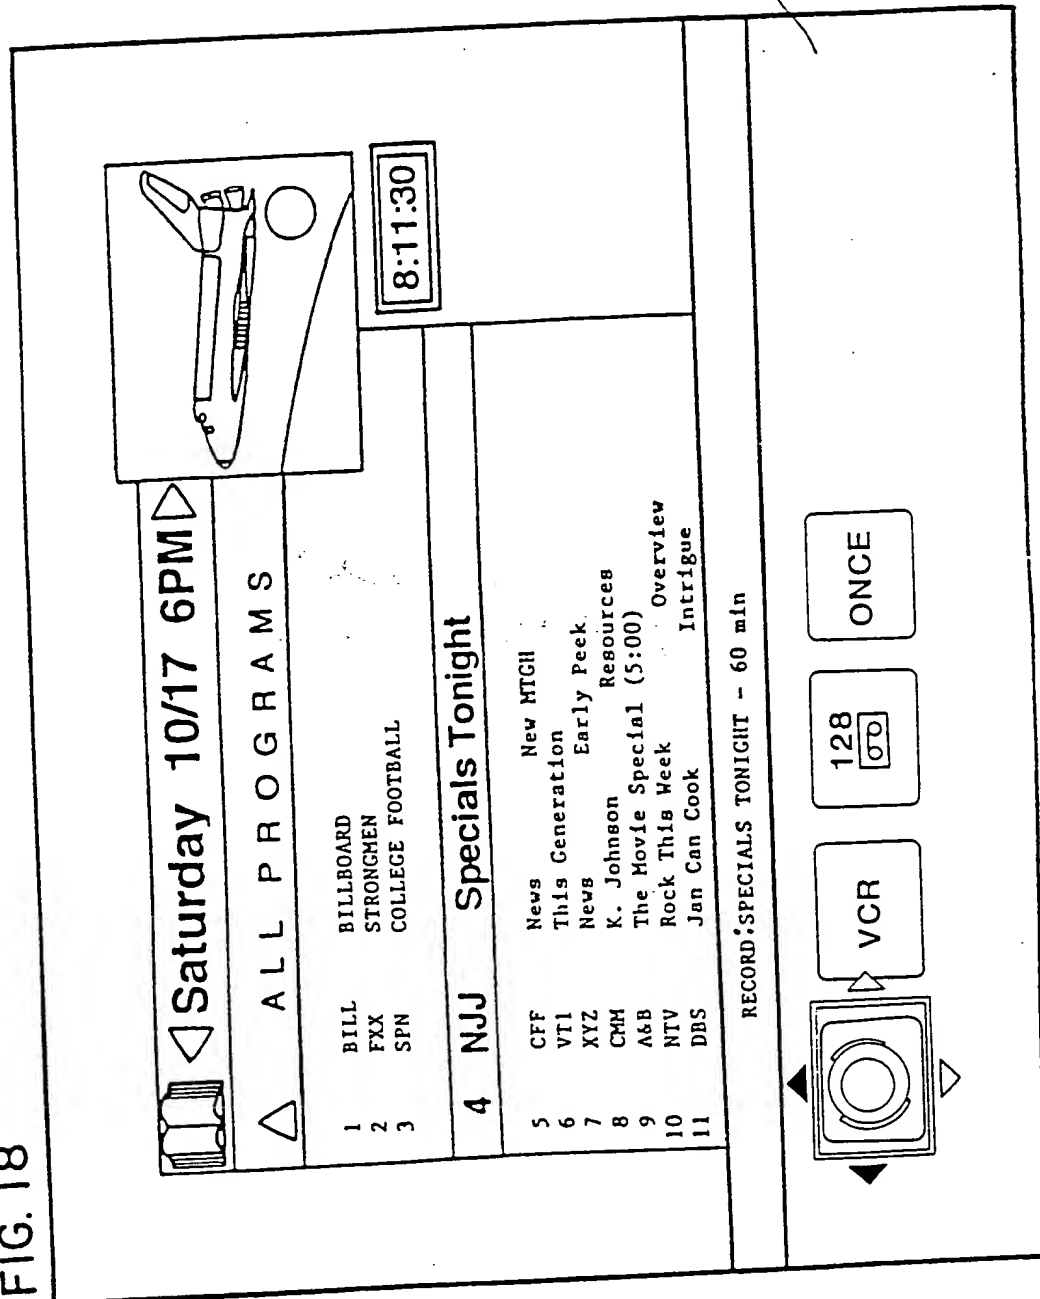 FIG. 18
Saturday 10/17 6PM
ALL PROGRAMS
8:11:30
1 BILL BILLBOARD
2 FXX STRONGMEN
3 SPN COLLEGE FOOTBALL
4 NJJ Specials Tonight
5 CFF News New MTGH
6 VT1 This Generation
7 XYZ News Early Peek
8 CMM K. Johnson Resources
9 A&B The Movie Special (5:00)
10 NTV Rock This Week Overview
11 DBS Jan Can Cook Intrigue
RECORD:SPECIALS TONIGHT - 60 min
VCR 128 ONCE